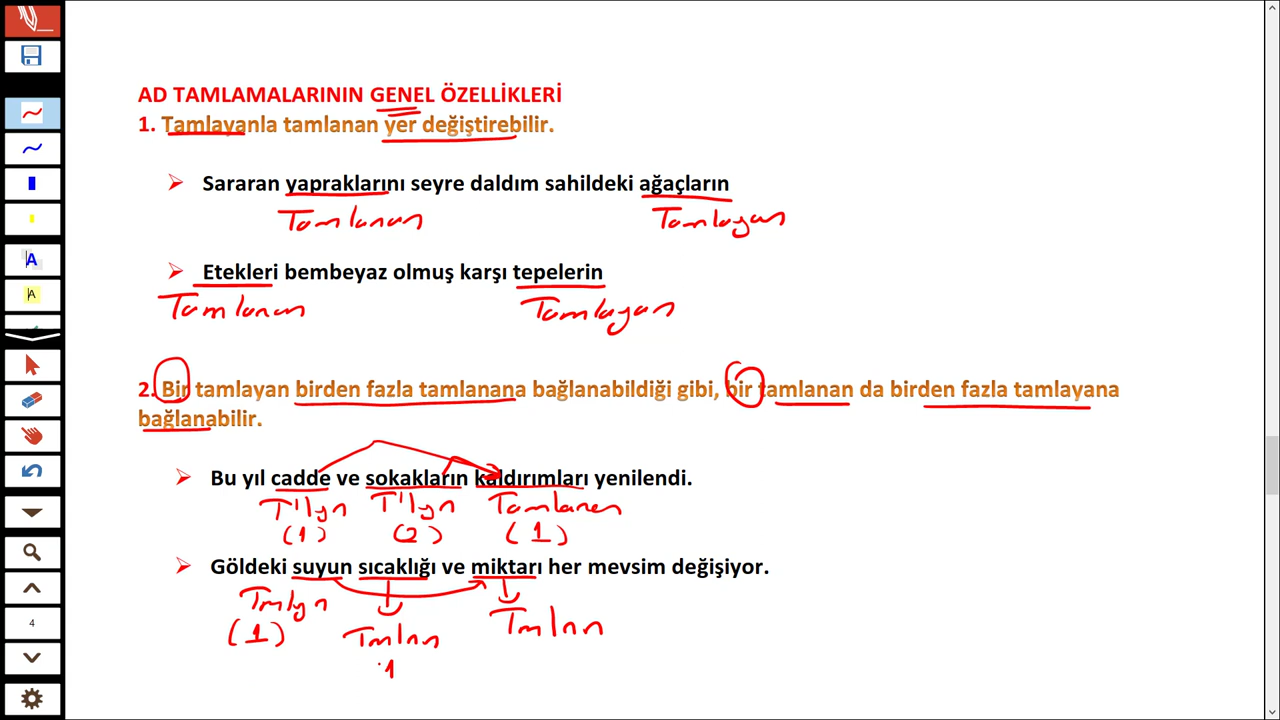 AD TAMLAMALARININ GENEL ÖZELLİKLERİ
1. Tamlayanla tamlanan yer değiştirebilir.
Sararan yapraklarını seyre daldım sahildeki ağaçların
Tamlanan Tamlayan
Etekleri bembeyaz olmuş karşı tepelerin
Tamlanan Tamlayan
2. Bir tamlayan birden fazla tamlanana bağlanabildiği gibi, bir tamlanan da birden fazla tamlayana
bağlanabilir.
Bu yıl cadde ve sokakların kaldırımları yenilendi.
T'lyn T'lyn Tamlanan
(1) (2) (1)
Göldeki suyun sıcaklığı ve miktarı her mevsim değişiyor.
Tmlyn
(1) Tmlnn Tmlnn
1
A
A
4